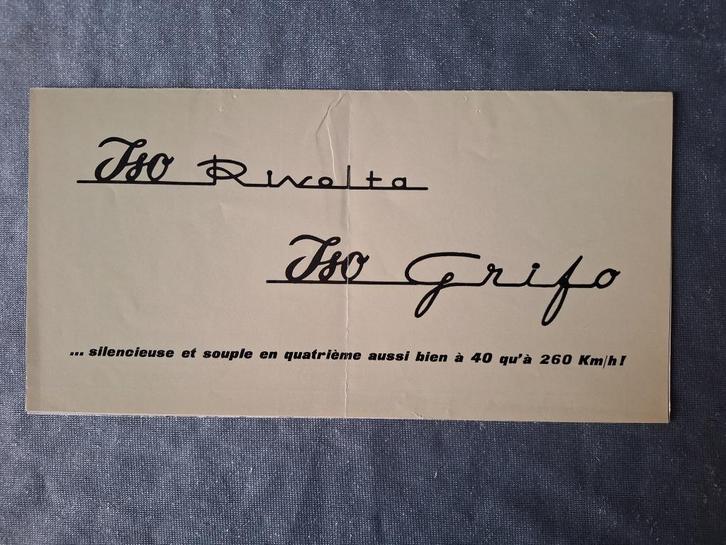 Iso Rivolta
Iso Grifo
... silencieuse et souple en quatrième aussi bien à 40 qu'à 260 Km/h!